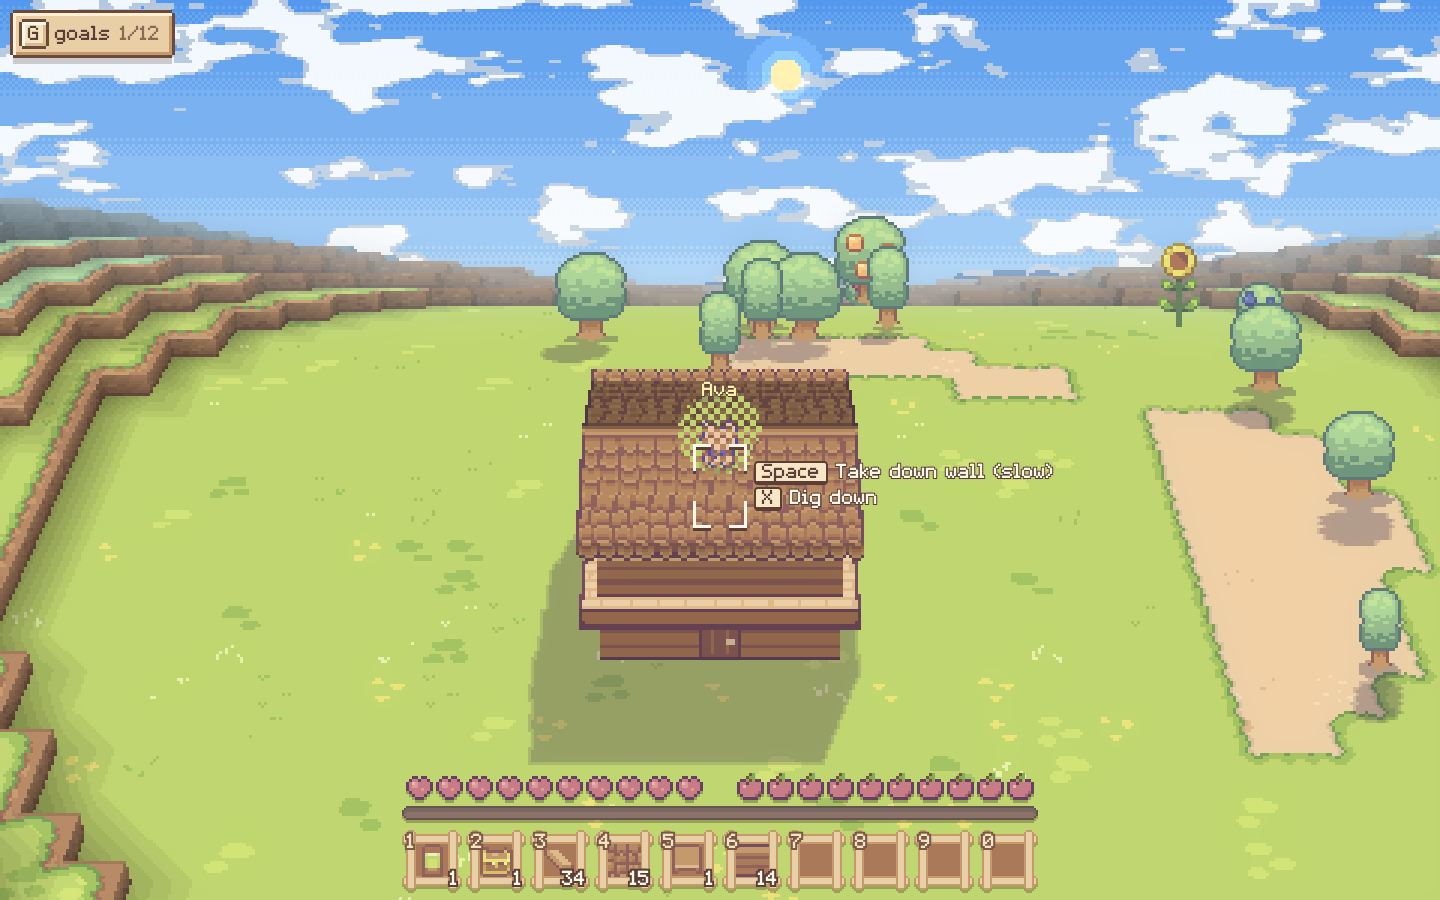 G goals 1/12
Ava
Space Take down wall (slow)
X Dig down
1 2 3 4 5 6 7 8 9 0
1 1 34 15 1 14